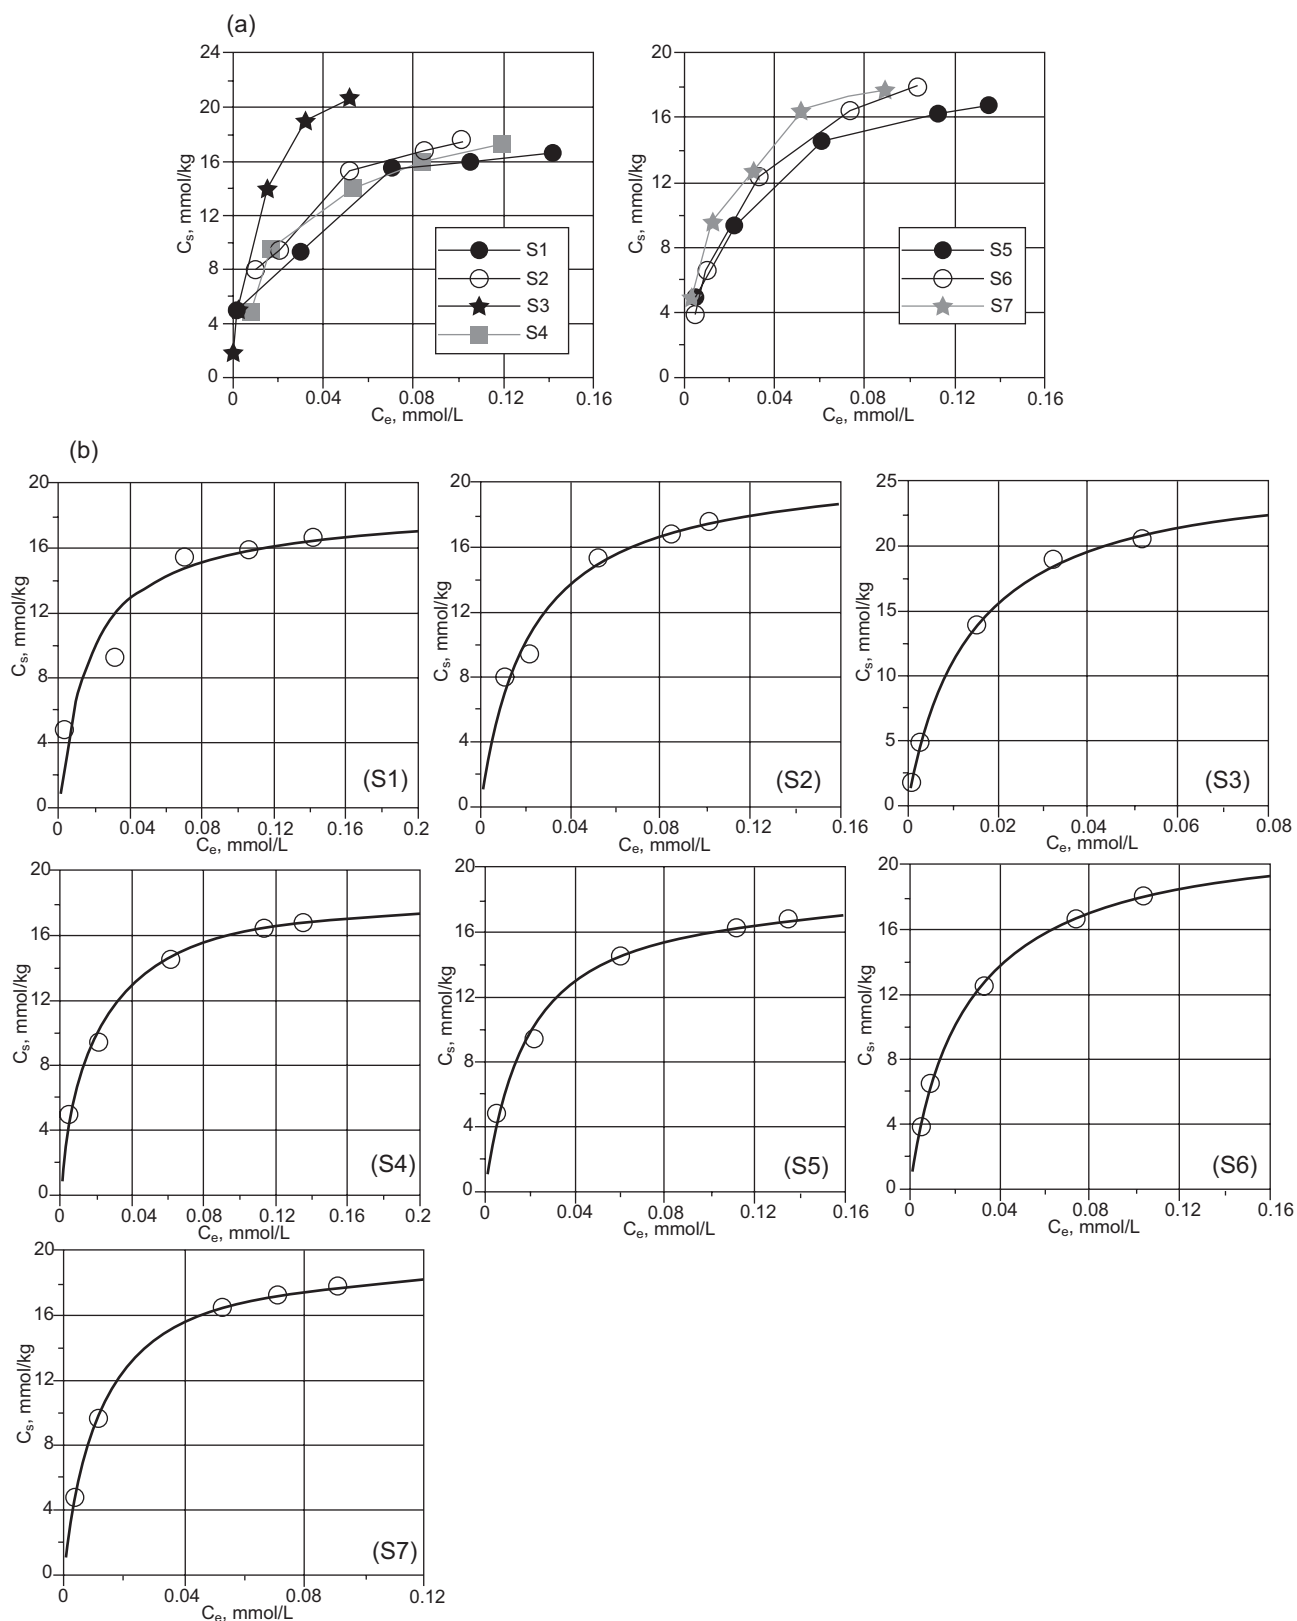 (a)
24
20
16
12
8
4
0
Cₛ, mmol/kg
0 0.04 0.08 0.12 0.16
Cₑ, mmol/L
S1
S2
S3
S4
20
16
12
8
4
0
Cₛ, mmol/kg
0 0.04 0.08 0.12 0.16
Cₑ, mmol/L
S5
S6
S7
(b)
20
16
12
8
4
0
Cₛ, mmol/kg
(S1)
0 0.04 0.08 0.12 0.16 0.2
Cₑ, mmol/L
20
16
12
8
4
0
Cₛ, mmol/kg
(S2)
0 0.04 0.08 0.12 0.16
Cₑ, mmol/L
25
20
15
10
5
0
Cₛ, mmol/kg
(S3)
0 0.02 0.04 0.06 0.08
Cₑ, mmol/L
20
16
12
8
4
0
Cₛ, mmol/kg
(S4)
0 0.04 0.08 0.12 0.16 0.2
Cₑ, mmol/L
20
16
12
8
4
0
Cₛ, mmol/kg
(S5)
0 0.04 0.08 0.12 0.16
Cₑ, mmol/L
20
16
12
8
4
0
Cₛ, mmol/kg
(S6)
0 0.04 0.08 0.12 0.16
Cₑ, mmol/L
20
16
12
8
4
0
Cₛ, mmol/kg
(S7)
0 0.04 0.08 0.12
Cₑ, mmol/L